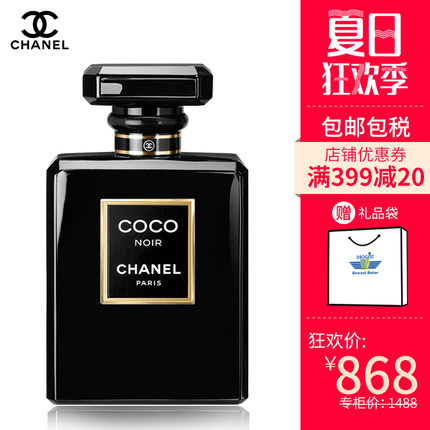 CHANEL
夏日
狂欢季
包邮包税
店铺优惠券
满399减20
赠 礼品袋
COCO
NOIR
CHANEL
PARIS
狂欢价:
¥868
专柜价:1488